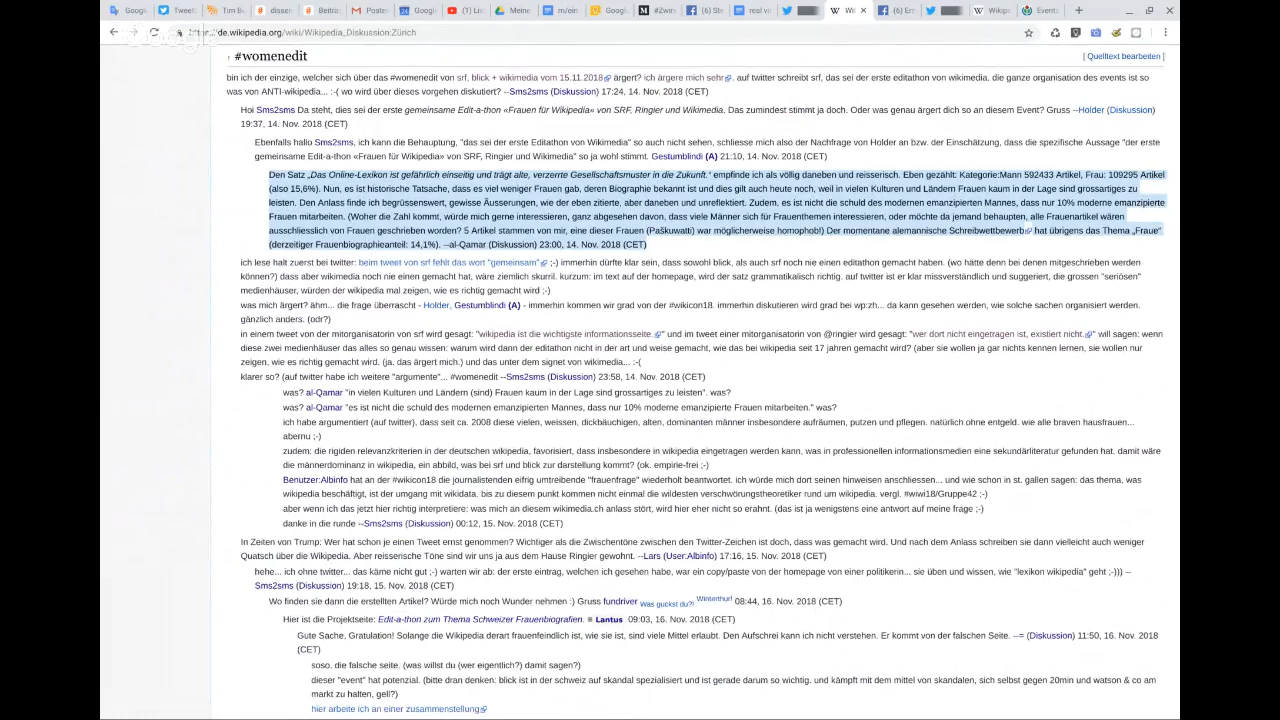 Google
Tweet:
Tim B
disser
Beitra
Poste
Googl
(1) Li
Meine
m/ein
Googl
#Zwin
(6) St
real v
W
(6) Err
Wikip
Event
https://de.wikipedia.org/wiki/Wikipedia_Diskussion:Zürich
#womenedit
[ Quelltext bearbeiten ]
bin ich der einzige, welcher sich über das #womenedit von srf, blick + wikimedia vom 15.11.2018 ärgert? ich ärgere mich sehr. auf twitter schreibt srf, das sei der erste editathon von wikimedia. die ganze organisation des events ist so
was von ANTI-wikipedia... :-( wo wird über dieses vorgehen diskutiert? --Sms2sms (Diskussion) 17:24, 14. Nov. 2018 (CET)
Hoi Sms2sms Da steht, dies sei der erste gemeinsame Edit-a-thon «Frauen für Wikipedia» von SRF, Ringier und Wikimedia. Das zumindest stimmt ja doch. Oder was genau ärgert dich so an diesem Event? Gruss --Holder (Diskussion)
19:37, 14. Nov. 2018 (CET)
Ebenfalls hallo Sms2sms, ich kann die Behauptung, "das sei der erste Editathon von Wikimedia" so auch nicht sehen, schliesse mich also der Nachfrage von Holder an bzw. der Einschätzung, dass die spezifische Aussage "der
erste gemeinsame Edit-a-thon «Frauen für Wikipedia» von SRF, Ringier und Wikimedia" so ja wohl stimmt. Gestumblindi (A) 21:10, 14. Nov. 2018 (CET)
Den Satz „Das Online-Lexikon ist gefährlich einseitig und trägt alte, verzerrte Gesellschaftsmuster in die Zukunft.“ empfinde ich als völlig daneben und reisserisch. Eben gezählt: Kategorie:Mann 592433 Artikel, Frau: 109295 Artikel
(also 15,6%). Nun, es ist historische Tatsache, dass es viel weniger Frauen gab, deren Biographie bekannt ist und dies gilt auch heute noch, weil in vielen Kulturen und Ländern Frauen kaum in der Lage sind grossartiges zu
leisten. Den Anlass finde ich begrüssenswert, gewisse Äusserungen, wie der eben zitierte, aber daneben und unreflektiert. Zudem, es ist nicht die schuld des modernen emanzipierten Mannes, dass nur 10% moderne emanzipierte
Frauen mitarbeiten. (Woher die Zahl kommt, würde mich gerne interessieren, ganz abgesehen davon, dass viele Männer sich für Frauenthemen interessieren, oder möchte da jemand behaupten, alle Frauenartikel wären
ausschliesslich von Frauen geschrieben worden? 5 Artikel stammen von mir, eine dieser Frauen (Paškuwatti) war möglicherweise homophob!) Der momentane alemannische Schreibwettbewerb hat übrigens das Thema „Fraue“
(derzeitiger Frauenbiographieanteil: 14,1%). --al-Qamar (Diskussion) 23:00, 14. Nov. 2018 (CET)
ich lese halt zuerst bei twitter: beim tweet von srf fehlt das wort "gemeinsam" ;-) immerhin dürfte klar sein, dass sowohl blick, als auch srf noch nie einen editathon gemacht haben. (wo hätte denn bei denen mitgeschrieben werden
können?) dass aber wikimedia noch nie einen gemacht hat, wäre ziemlich skurril. kurzum: im text auf der homepage, wird der satz grammatikalisch richtig. auf twitter ist er klar missverständlich und suggeriert, die grossen "seriösen"
medienhäuser, würden der wikipedia mal zeigen, wie es richtig gemacht wird ;-)
was mich ärgert? ähm... die frage überrascht - Holder, Gestumblindi (A) - immerhin kommen wir grad von der #wikicon18. immerhin diskutieren wird grad bei wp:zh... da kann gesehen werden, wie solche sachen organisiert werden.
gänzlich anders. (odr?)
in einem tweet von der mitorganisatorin von srf wird gesagt: "wikipedia ist die wichtigste informationsseite." und im tweet einer mitorganisatorin von @ringier wird gesagt: "wer dort nicht eingetragen ist, existiert nicht." will sagen: wenn
diese zwei medienhäuser das alles so genau wissen: warum wird dann der editathon nicht in der art und weise gemacht, wie das bei wikipedia seit 17 jahren gemacht wird? (aber sie wollen ja gar nichts kennen lernen, sie wollen nur
zeigen, wie es richtig gemacht wird. (ja. das ärgert mich.) und das unter dem signet von wikimedia... ;-(
klarer so? (auf twitter habe ich weitere "argumente"... #womenedit --Sms2sms (Diskussion) 23:58, 14. Nov. 2018 (CET)
was? al-Qamar "in vielen Kulturen und Ländern (sind) Frauen kaum in der Lage sind grossartiges zu leisten". was?
was? al-Qamar "es ist nicht die schuld des modernen emanzipierten Mannes, dass nur 10% moderne emanzipierte Frauen mitarbeiten." was?
ich habe argumentiert (auf twitter), dass seit ca. 2008 diese vielen, weissen, dickbäuchigen, alten, dominanten männer insbesondere aufräumen, putzen und pflegen. natürlich ohne entgeld. wie alle braven hausfrauen...
abernu ;-)
zudem: die rigiden relevanzkriterien in der deutschen wikipedia, favorisiert, dass insbesondere in wikipedia eingetragen werden kann, was in professionellen informationsmedien eine sekundärliteratur gefunden hat. damit wäre
die männerdominanz in wikipedia, ein abbild, was bei srf und blick zur darstellung kommt? (ok. empirie-frei ;-)
Benutzer:Albinfo hat an der #wikicon18 die journalistenden eifrig umtreibende "frauenfrage" wiederholt beantwortet. ich würde mich dort seinen hinweisen anschliessen... und wie schon in st. gallen sagen: das thema, was
wikipedia beschäftigt, ist der umgang mit wikidata. bis zu diesem punkt kommen nicht einmal die wildesten verschwörungstheoretiker rund um wikipedia. vergl. #wiwi18/Gruppe42 ;-)
aber wenn ich das jetzt hier richtig interpretiere: was mich an diesem wikimedia.ch anlass stört, wird hier eher nicht so erahnt. (das ist ja wenigstens eine antwort auf meine frage ;-)
danke in die runde --Sms2sms (Diskussion) 00:12, 15. Nov. 2018 (CET)
In Zeiten von Trump: Wer hat schon je einen Tweet ernst genommen? Wichtiger als die Zwischentöne zwischen den Twitter-Zeichen ist doch, dass was gemacht wird. Und nach dem Anlass schreiben sie dann vielleicht auch weniger
Quatsch über die Wikipedia. Aber reisserische Töne sind wir uns ja aus dem Hause Ringier gewohnt. --Lars (User:Albinfo) 17:16, 15. Nov. 2018 (CET)
hehe... ich ohne twitter... das käme nicht gut ;-) warten wir ab: der erste eintrag, welchen ich gesehen habe, war ein copy/paste von der homepage von einer politikerin... sie üben und wissen, wie "lexikon wikipedia" geht ;-))) --
Sms2sms (Diskussion) 19:18, 15. Nov. 2018 (CET)
Wo finden sie dann die erstellten Artikel? Würde mich noch Wunder nehmen :) Gruss fundriver Was guckst du?! Winterthur! 08:44, 16. Nov. 2018 (CET)
Hier ist die Projektseite: Edit-a-thon zum Thema Schweizer Frauenbiografien. Lantus 09:03, 16. Nov. 2018 (CET)
Gute Sache, Gratulation! Solange die Wikipedia derart frauenfeindlich ist, wie sie ist, sind viele Mittel erlaubt. Den Aufschrei kann ich nicht verstehen. Er kommt von der falschen Seite. --= (Diskussion) 11:50, 16. Nov. 2018
(CET)
soso. die falsche seite. (was willst du (wer eigentlich?) damit sagen?)
dieser "event" hat potenzial. (bitte dran denken: blick ist in der schweiz auf skandal spezialisiert und ist gerade darum so wichtig. und kämpft mit dem mittel von skandalen, sich selbst gegen 20min und watson & co am
markt zu halten, gell?)
hier arbeite ich an einer zusammenstellung